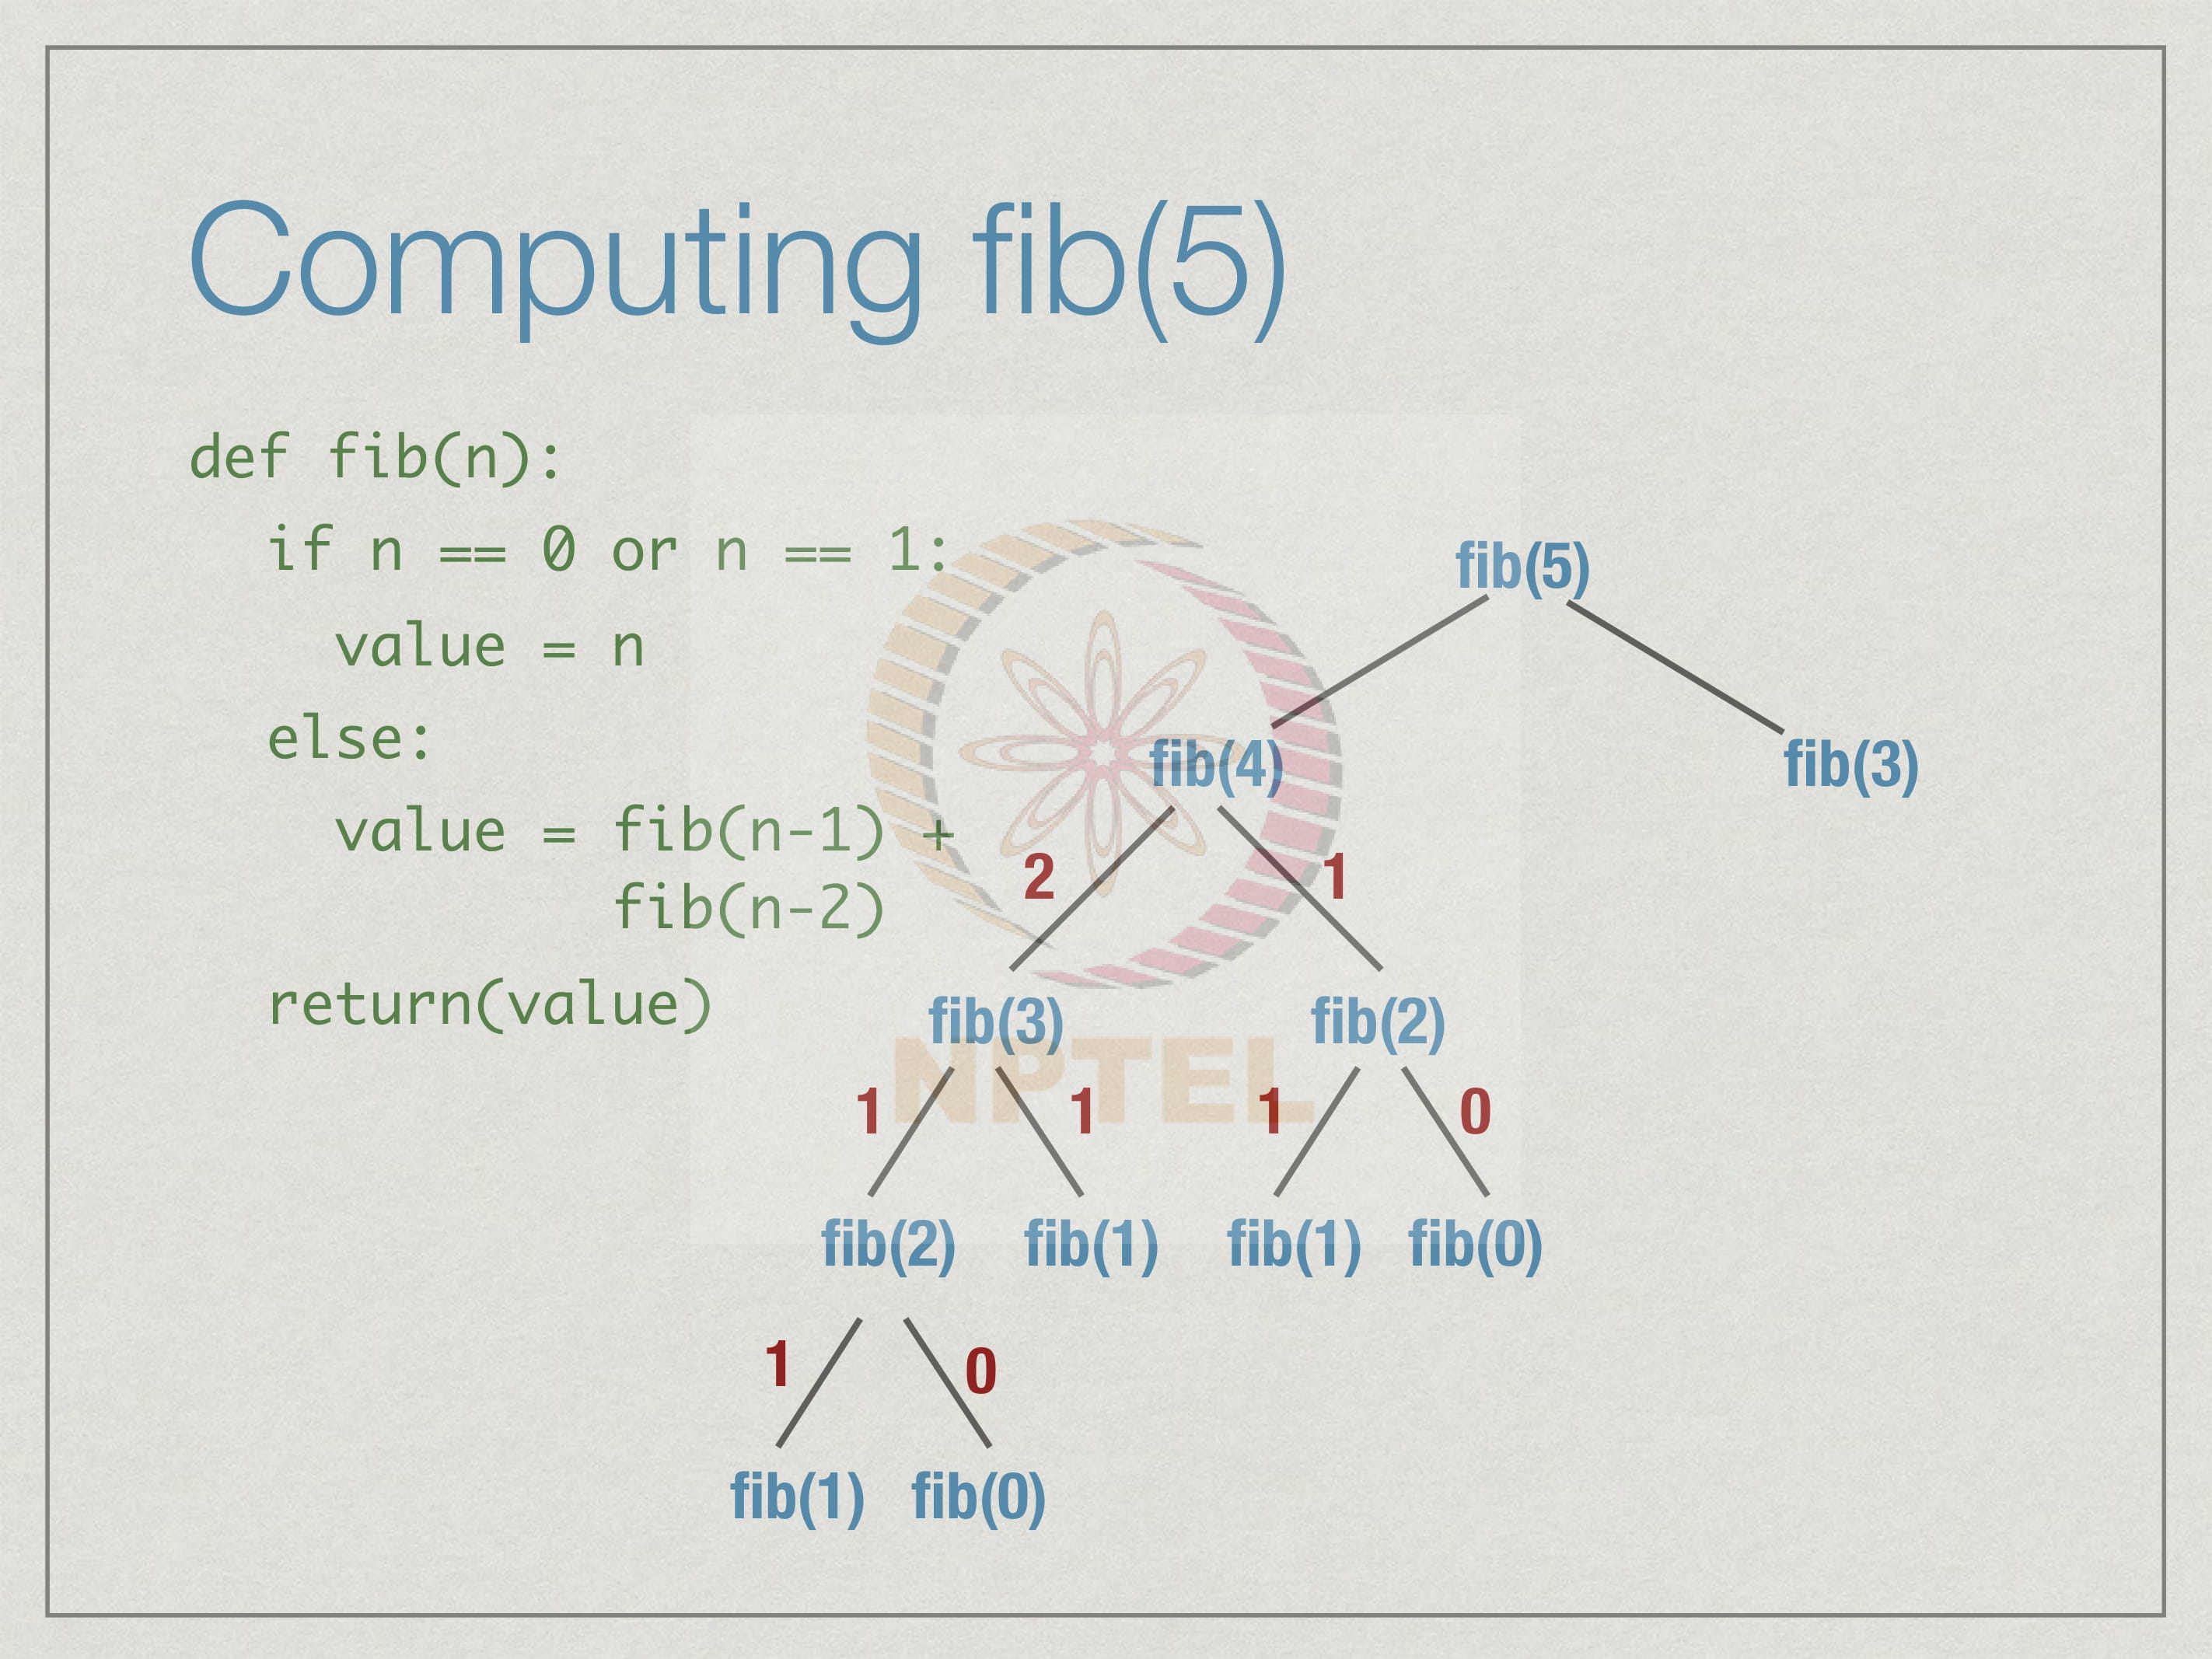 Computing fib(5)
def fib(n):
if n == 0 or n == 1:
value = n
else:
value = fib(n-1) +
fib(n-2)
return(value)
fib(5)
fib(4) fib(3)
2 1
fib(3) fib(2)
1 1 1 0
fib(2) fib(1) fib(1) fib(0)
1 0
fib(1) fib(0)
NPTEL